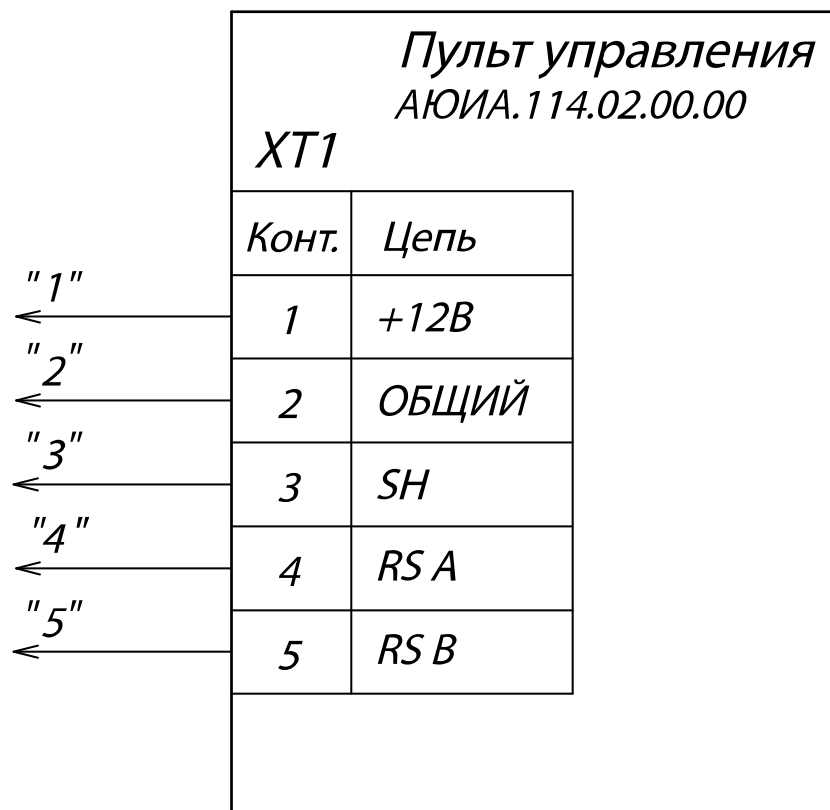 Пульт управления
АЮИА.114.02.00.00
XT1
Конт. Цепь
"1" 1 +12В
"2" 2 ОБЩИЙ
"3" 3 SH
"4" 4 RS A
"5" 5 RS B